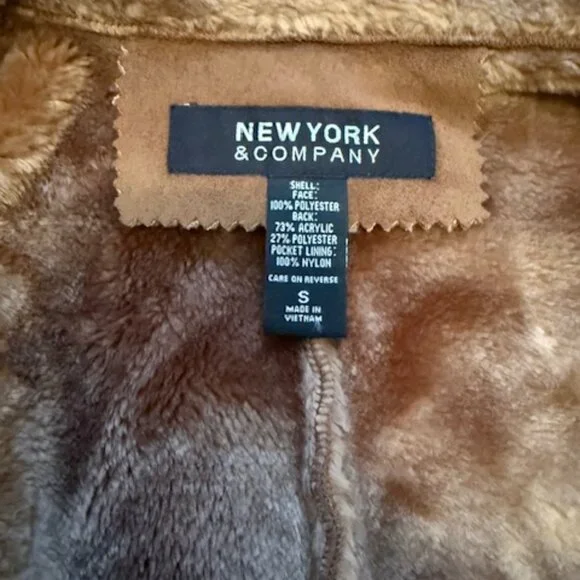 NEW YORK
& COMPANY
SHELL:
FACE:
100% POLYESTER
BACK:
73% ACRYLIC
27% POLYESTER
POCKET LINING:
100% NYLON
CARE ON REVERSE
S
MADE IN
VIETNAM